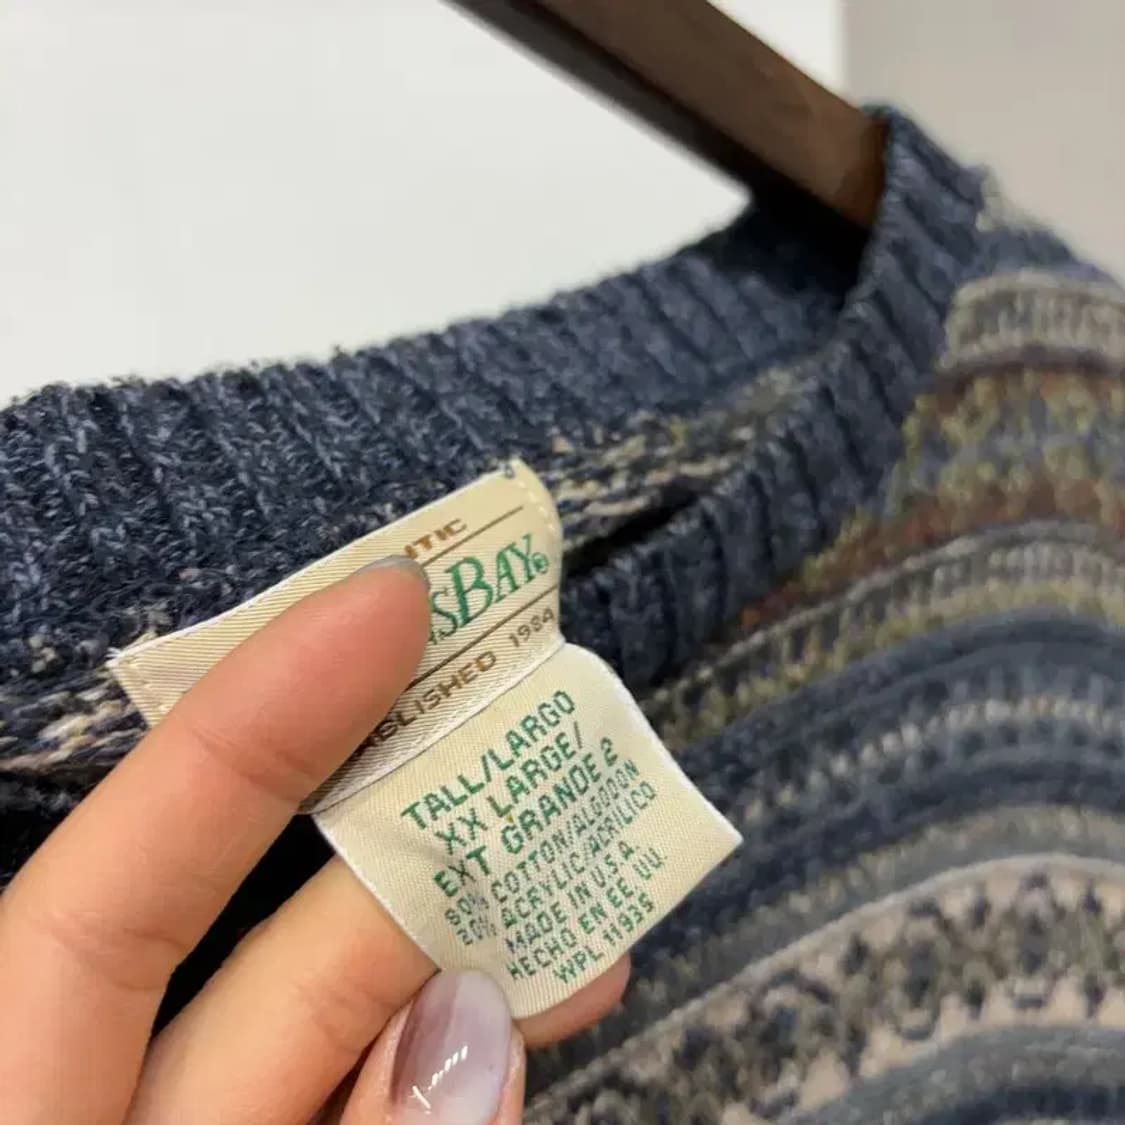 SBAY®
1984
TALL/LARGO
XX LARGE/
EXT GRANDE 2
80% COTTON/ALGODON
20% ACRYLIC/ACRILICO
MADE IN U.S.A.
HECHO EN EE. UU.
WPL 11935